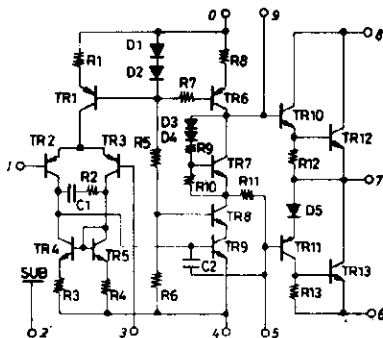 0 9
D1
8
R1
D2
R8
R7
TR1
TR6
TR10
D3
TR2 TR3
D4
TR12
R5
R9
R12
1
R2
TR7
7
C1
R10
R11
D5
TR8
TR4
TR11
TR5
TR9
SUB
C2
TR13
R3 R4 R6
R13
6
2 3 4 5